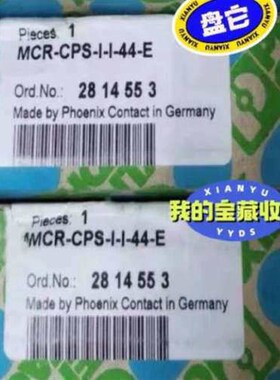 XIANYU
盘它
Pieces: 1
MCR-CPS-I-I-44-E
Ord.No.: 28 14 55 3
Made by Phoenix Contact in Germany
XIANYU
我的宝藏收
YYDS
Pieces: 1
MCR-CPS-I-I-44-E
Ord.No.: 28 14 55 3
Made by Phoenix Contact in Germany